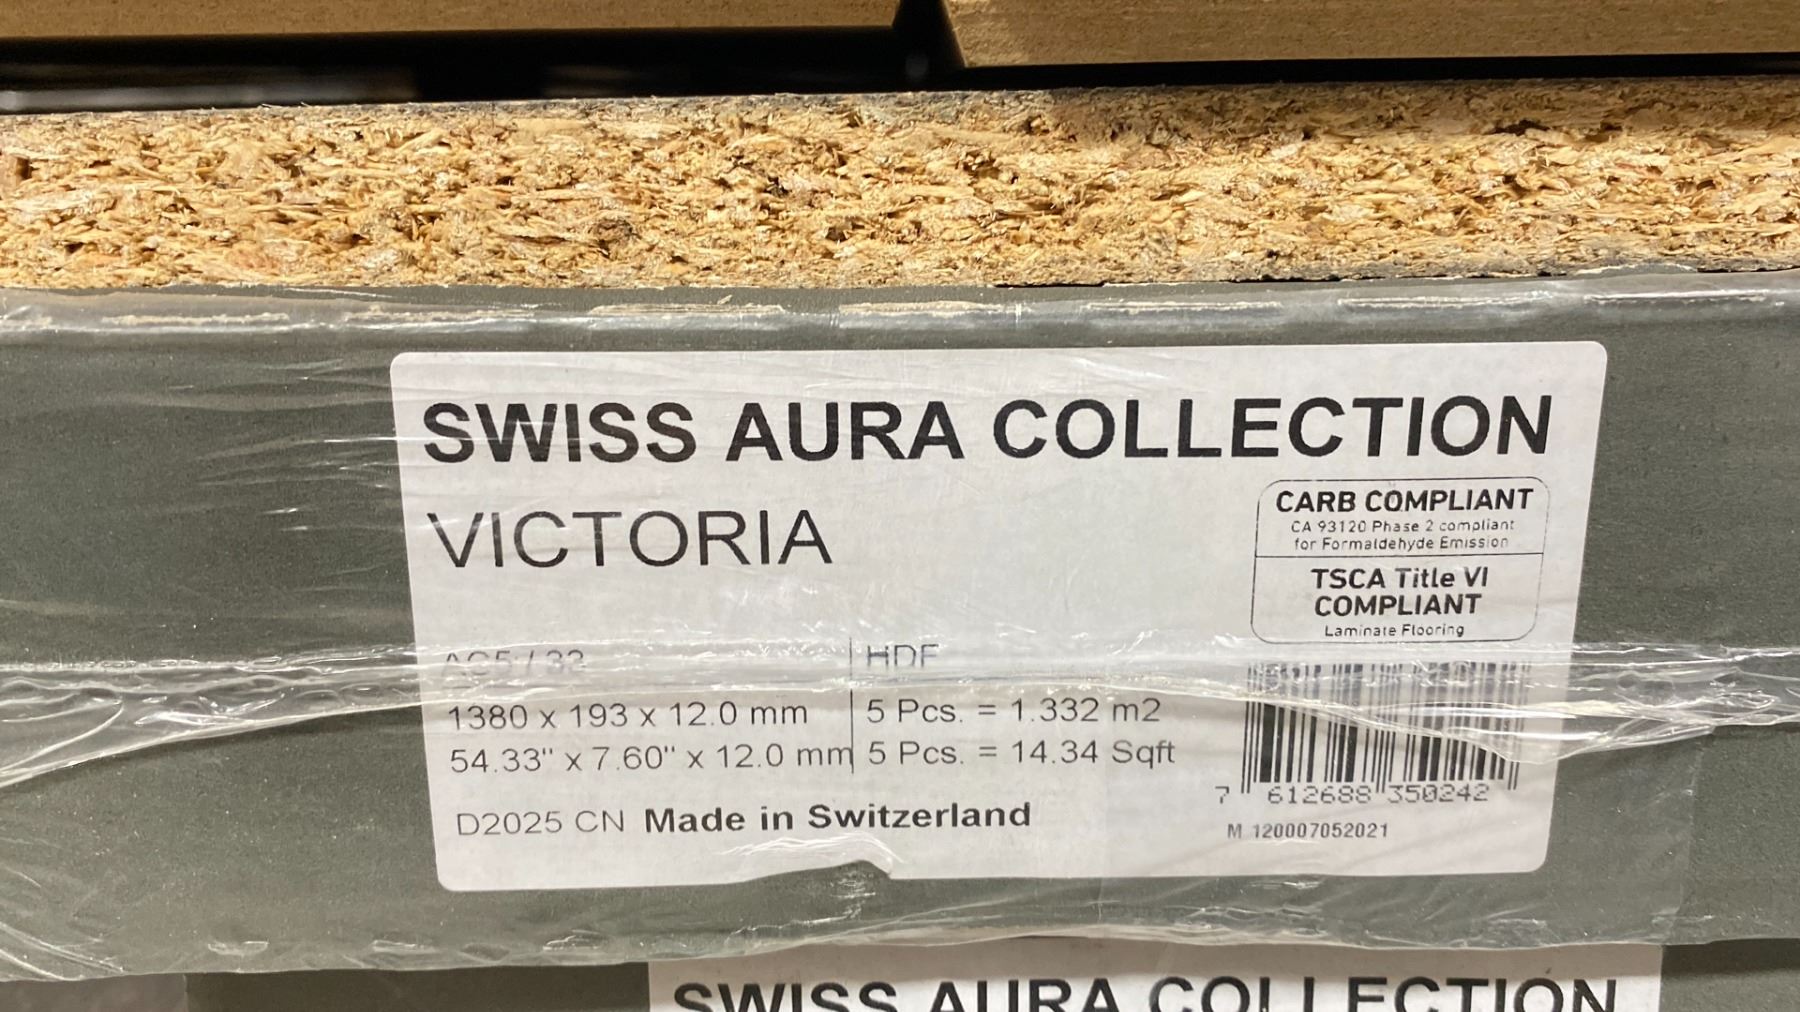 SWISS AURA COLLECTION
VICTORIA
CARB COMPLIANT
CA 93120 Phase 2 compliant
for Formaldehyde Emission
TSCA Title VI
COMPLIANT
Laminate Flooring
AC5 / 32 HDF
1380 x 193 x 12.0 mm 5 Pcs. = 1.332 m2
54.33" x 7.60" x 12.0 mm 5 Pcs. = 14.34 Sqft
7 612688 350242
D2025 CN Made in Switzerland
M 120007052021
SWISS AURA COLLECTION